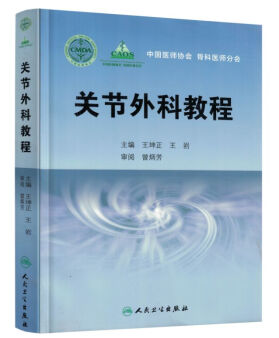 CMDA
CAOS
中国医师协会 骨科医师分会
关节外科教程
主编 王坤正 王岩
审阅 曾炳芳
人民卫生出版社
关节外科教程
主编 王坤正 王岩
审阅 曾炳芳
人民卫生出版社